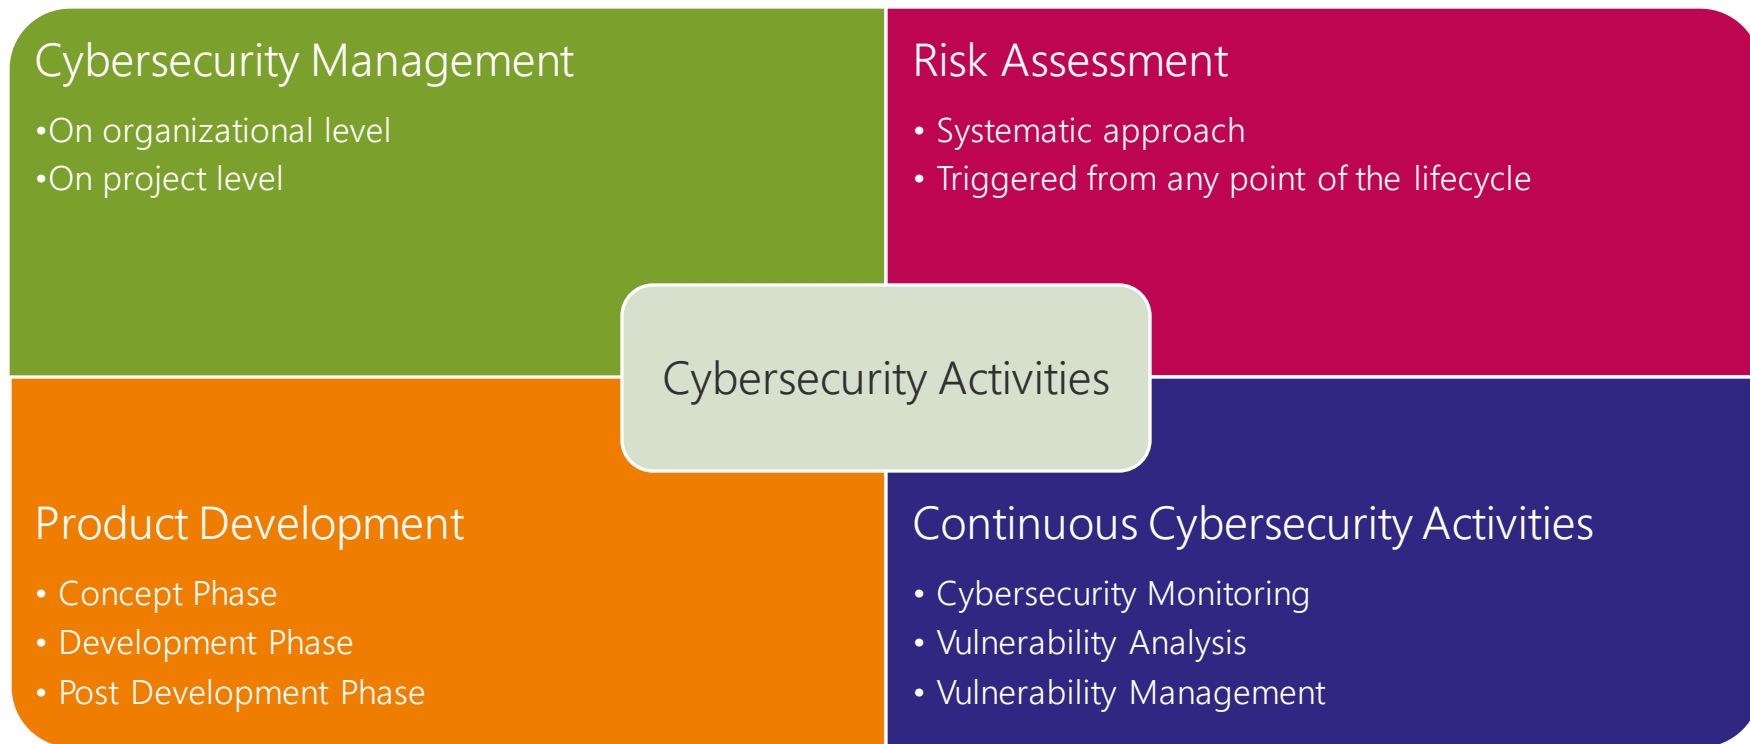 Cybersecurity Management
•On organizational level
•On project level
Risk Assessment
• Systematic approach
• Triggered from any point of the lifecycle
Cybersecurity Activities
Product Development
• Concept Phase
• Development Phase
• Post Development Phase
Continuous Cybersecurity Activities
• Cybersecurity Monitoring
• Vulnerability Analysis
• Vulnerability Management